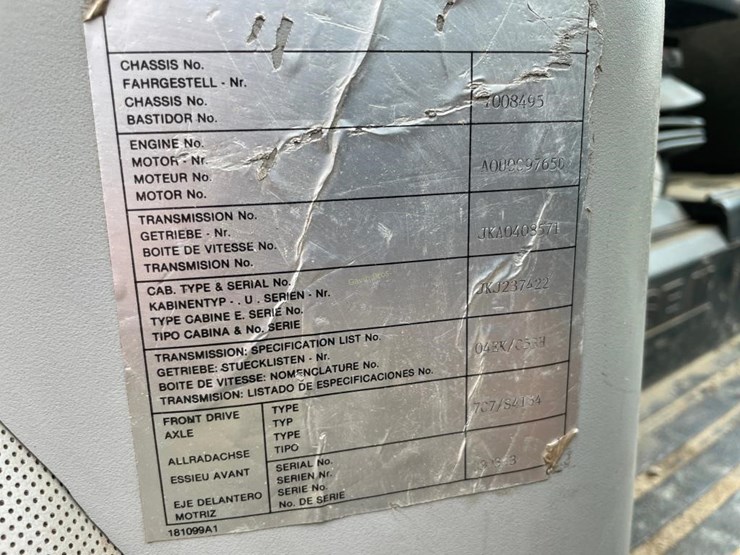 CHASSIS No.
FAHRGESTELL - Nr.
CHASSIS No.
BASTIDOR No.
008495
ENGINE No.
MOTOR - Nr.
MOTEUR No.
MOTOR No.
TRANSMISSION No.
GETRIEBE - Nr.
BOITE DE VITESSE No.
TRANSMISION No.
JKA0408571
CAB. TYPE & SERIAL No.
KABINENTYP - . U . SERIEN - Nr.
TYPE CABINE E. SERIE No.
TIPO CABINA & No. SERIE
JKJ237422
TRANSMISSION: SPECIFICATION LIST No.
GETRIEBE: STUECKLISTEN - Nr.
BOITE DE VITESSE: NOMENCLATURE No.
TRANSMISION: LISTADO DE ESPECIFICACIONES No.
FRONT DRIVE AXLE
ALLRADACHSE
ESSIEU AVANT
EJE DELANTERO MOTRIZ
TYPE
TYP
TYPE
TIPO
SERIAL No.
SERIEN Nr.
SERIE No.
No. DE SERIE
181099A1